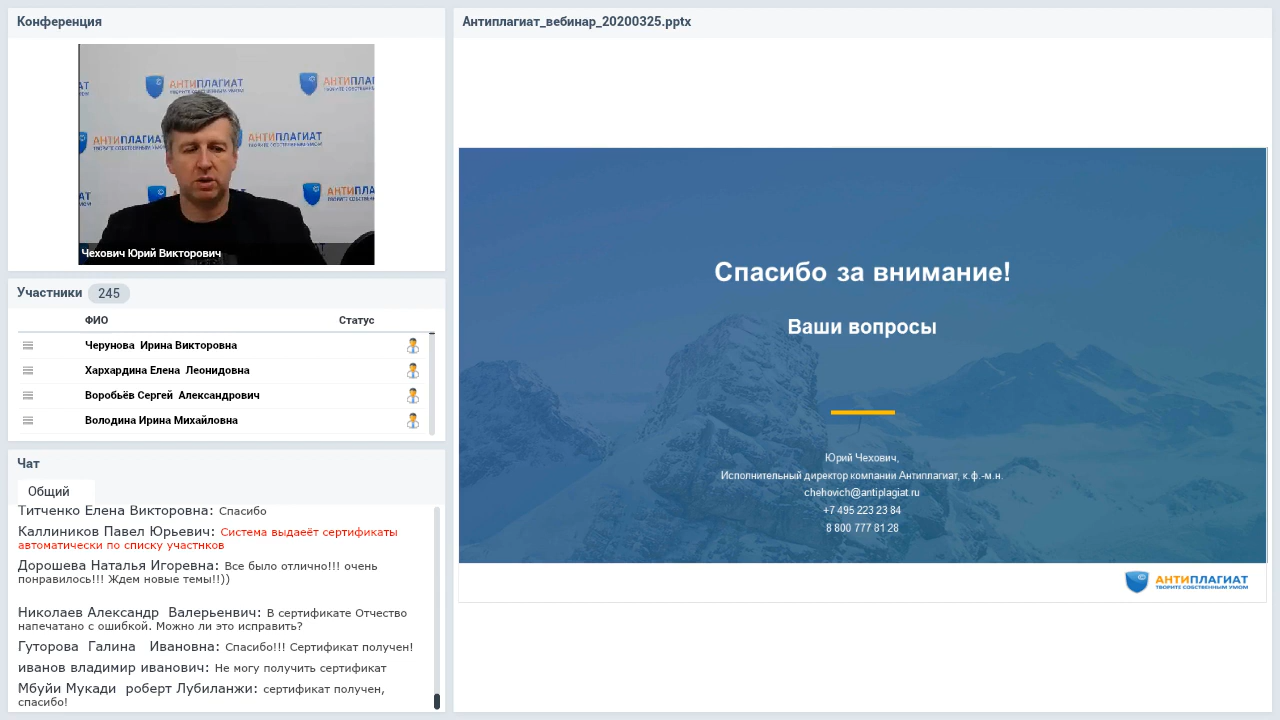 Конференция
АНТИПЛАГИАТ
АНТИПЛАГИАТ
Чехович Юрий Викторович
Участники 245
ФИО Статус
Черунова Ирина Викторовна
Хархардина Елена Леонидовна
Воробьёв Сергей Александрович
Володина Ирина Михайловна
Чат
Общий
Титченко Елена Викторовна: Спасибо
Каллиников Павел Юрьевич: Система выдаеёт сертификаты
автоматически по списку участнков
Дорошева Наталья Игоревна: Все было отлично!!! очень
понравилось!!! Ждем новые темы!!))
Николаев Александр Валерьенвич: В сертификате Отчество
напечатано с ошибкой. Можно ли это исправить?
Гуторова Галина Ивановна: Спасибо!!! Сертификат получен!
иванов владимир иванович: Не могу получить сертификат
Мбуйи Мукади роберт Лубиланжи: сертификат получен,
спасибо!
Антиплагиат_вебинар_20200325.pptx
Спасибо за внимание!
Ваши вопросы
Юрий Чехович,
Исполнительный директор компании Антиплагиат, к.ф.-м.н.
chehovich@antiplagiat.ru
+7 495 223 23 84
8 800 777 81 28
АНТИПЛАГИАТ
ТВОРИТЕ СОБСТВЕННЫМ УМОМ